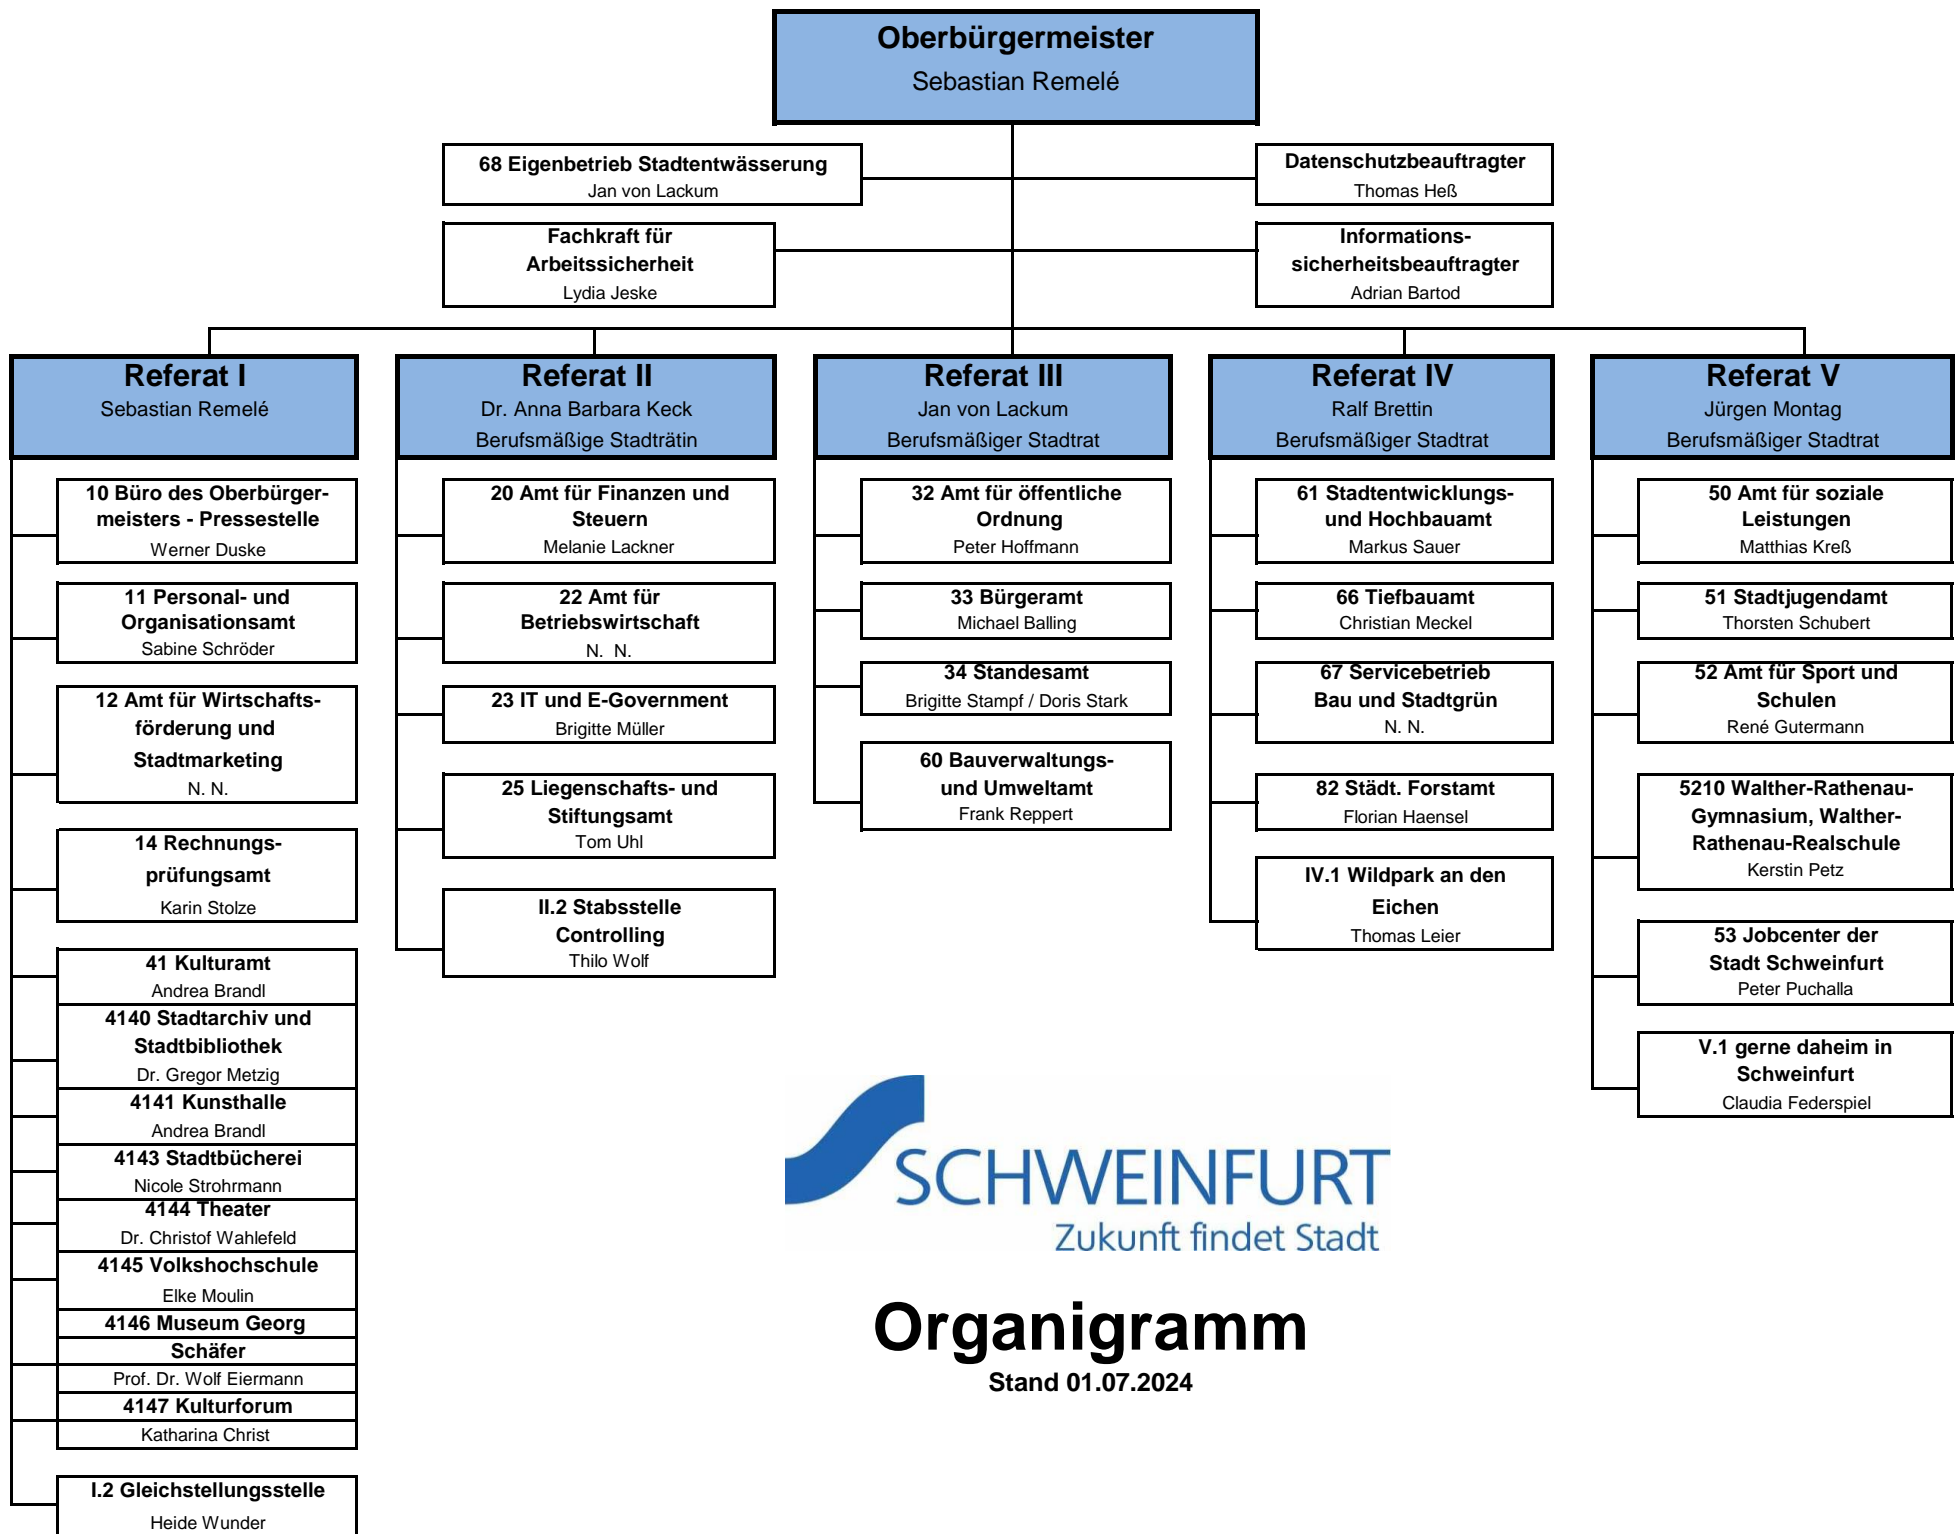 Oberbürgermeister
Sebastian Remelé
68 Eigenbetrieb Stadtentwässerung
Jan von Lackum
Datenschutzbeauftragter
Thomas Heß
Fachkraft für
Arbeitssicherheit
Lydia Jeske
Informations-
sicherheitsbeauftragter
Adrian Bartod
Referat I
Sebastian Remelé
10 Büro des Oberbürger-
meisters - Pressestelle
Werner Duske
11 Personal- und
Organisationsamt
Sabine Schröder
12 Amt für Wirtschafts-
förderung und
Stadtmarketing
N. N.
14 Rechnungs-
prüfungsamt
Karin Stolze
41 Kulturamt
Andrea Brandl
4140 Stadtarchiv und
Stadtbibliothek
Dr. Gregor Metzig
4141 Kunsthalle
Andrea Brandl
4143 Stadtbücherei
Nicole Strohrmann
4144 Theater
Dr. Christof Wahlefeld
4145 Volkshochschule
Elke Moulin
4146 Museum Georg
Schäfer
Prof. Dr. Wolf Eiermann
4147 Kulturforum
Katharina Christ
I.2 Gleichstellungsstelle
Heide Wunder
Referat II
Dr. Anna Barbara Keck
Berufsmäßige Stadträtin
20 Amt für Finanzen und
Steuern
Melanie Lackner
22 Amt für
Betriebswirtschaft
N. N.
23 IT und E-Government
Brigitte Müller
25 Liegenschafts- und
Stiftungsamt
Tom Uhl
II.2 Stabsstelle
Controlling
Thilo Wolf
Referat III
Jan von Lackum
Berufsmäßiger Stadtrat
32 Amt für öffentliche
Ordnung
Peter Hoffmann
33 Bürgeramt
Michael Balling
34 Standesamt
Brigitte Stampf / Doris Stark
60 Bauverwaltungs-
und Umweltamt
Frank Reppert
Referat IV
Ralf Brettin
Berufsmäßiger Stadtrat
61 Stadtentwicklungs-
und Hochbauamt
Markus Sauer
66 Tiefbauamt
Christian Meckel
67 Servicebetrieb
Bau und Stadtgrün
N. N.
82 Städt. Forstamt
Florian Haensel
IV.1 Wildpark an den
Eichen
Thomas Leier
Referat V
Jürgen Montag
Berufsmäßiger Stadtrat
50 Amt für soziale
Leistungen
Matthias Kreß
51 Stadtjugendamt
Thorsten Schubert
52 Amt für Sport und
Schulen
René Gutermann
5210 Walther-Rathenau-
Gymnasium, Walther-
Rathenau-Realschule
Kerstin Petz
53 Jobcenter der
Stadt Schweinfurt
Peter Puchalla
V.1 gerne daheim in
Schweinfurt
Claudia Federspiel
SCHWEINFURT
Zukunft findet Stadt
Organigramm
Stand 01.07.2024